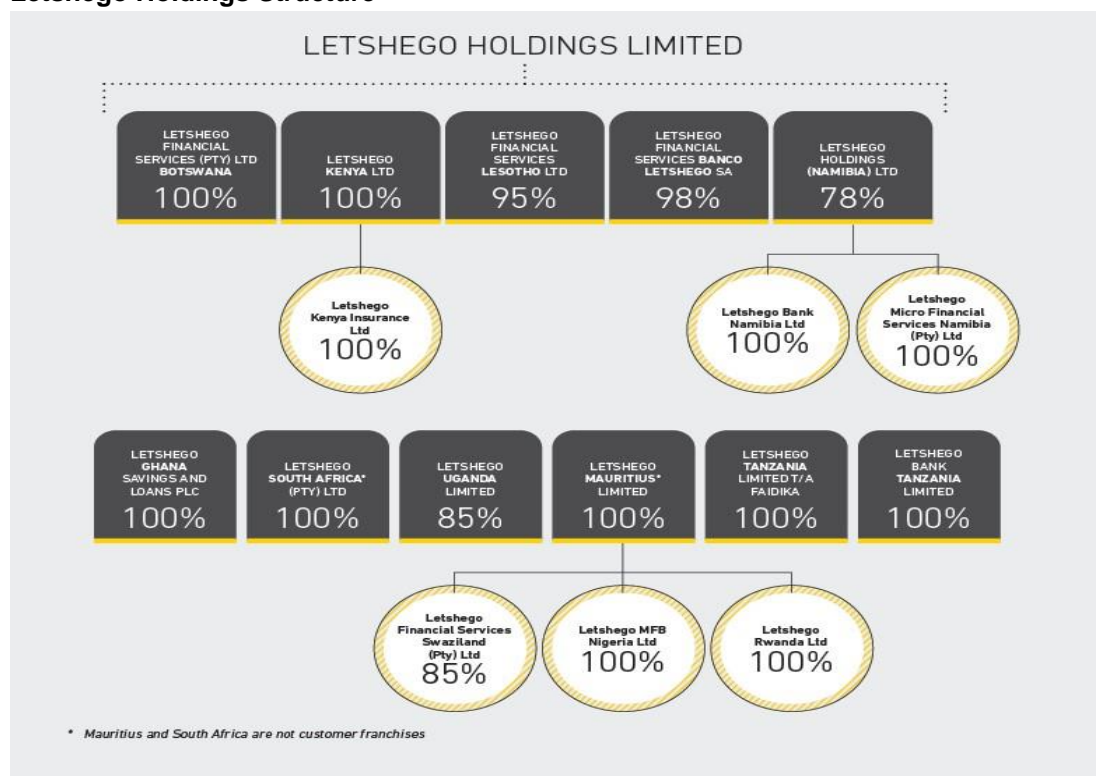 Letshego Holdings Structure
LETSHEGO HOLDINGS LIMITED
LETSHEGO
FINANCIAL
SERVICES (PTY) LTD
BOTSWANA
100%
LETSHEGO
KENYA LTD
100%
LETSHEGO
FINANCIAL
SERVICES
LESOTHO LTD
95%
LETSHEGO
FINANCIAL
SERVICES BANCO
LETSHEGO SA
98%
LETSHEGO
HOLDINGS
(NAMIBIA) LTD
78%
Letshego
Kenya Insurance
Ltd
100%
Letshego Bank
Namibia Ltd
100%
Letshego
Micro Financial
Services Namibia
(Pty) Ltd
100%
LETSHEGO
GHANA
SAVINGS AND
LOANS PLC
100%
LETSHEGO
SOUTH AFRICA*
(PTY) LTD
100%
LETSHEGO
UGANDA
LIMITED
85%
LETSHEGO
MAURITIUS*
LIMITED
100%
LETSHEGO
TANZANIA
LIMITED T/A
FAIDIKA
100%
LETSHEGO
BANK
TANZANIA
LIMITED
100%
Letshego
Financial Services
Swaziland
(Pty) Ltd
85%
Letshego MFB
Nigeria Ltd
100%
Letshego
Rwanda Ltd
100%
* Mauritius and South Africa are not customer franchises